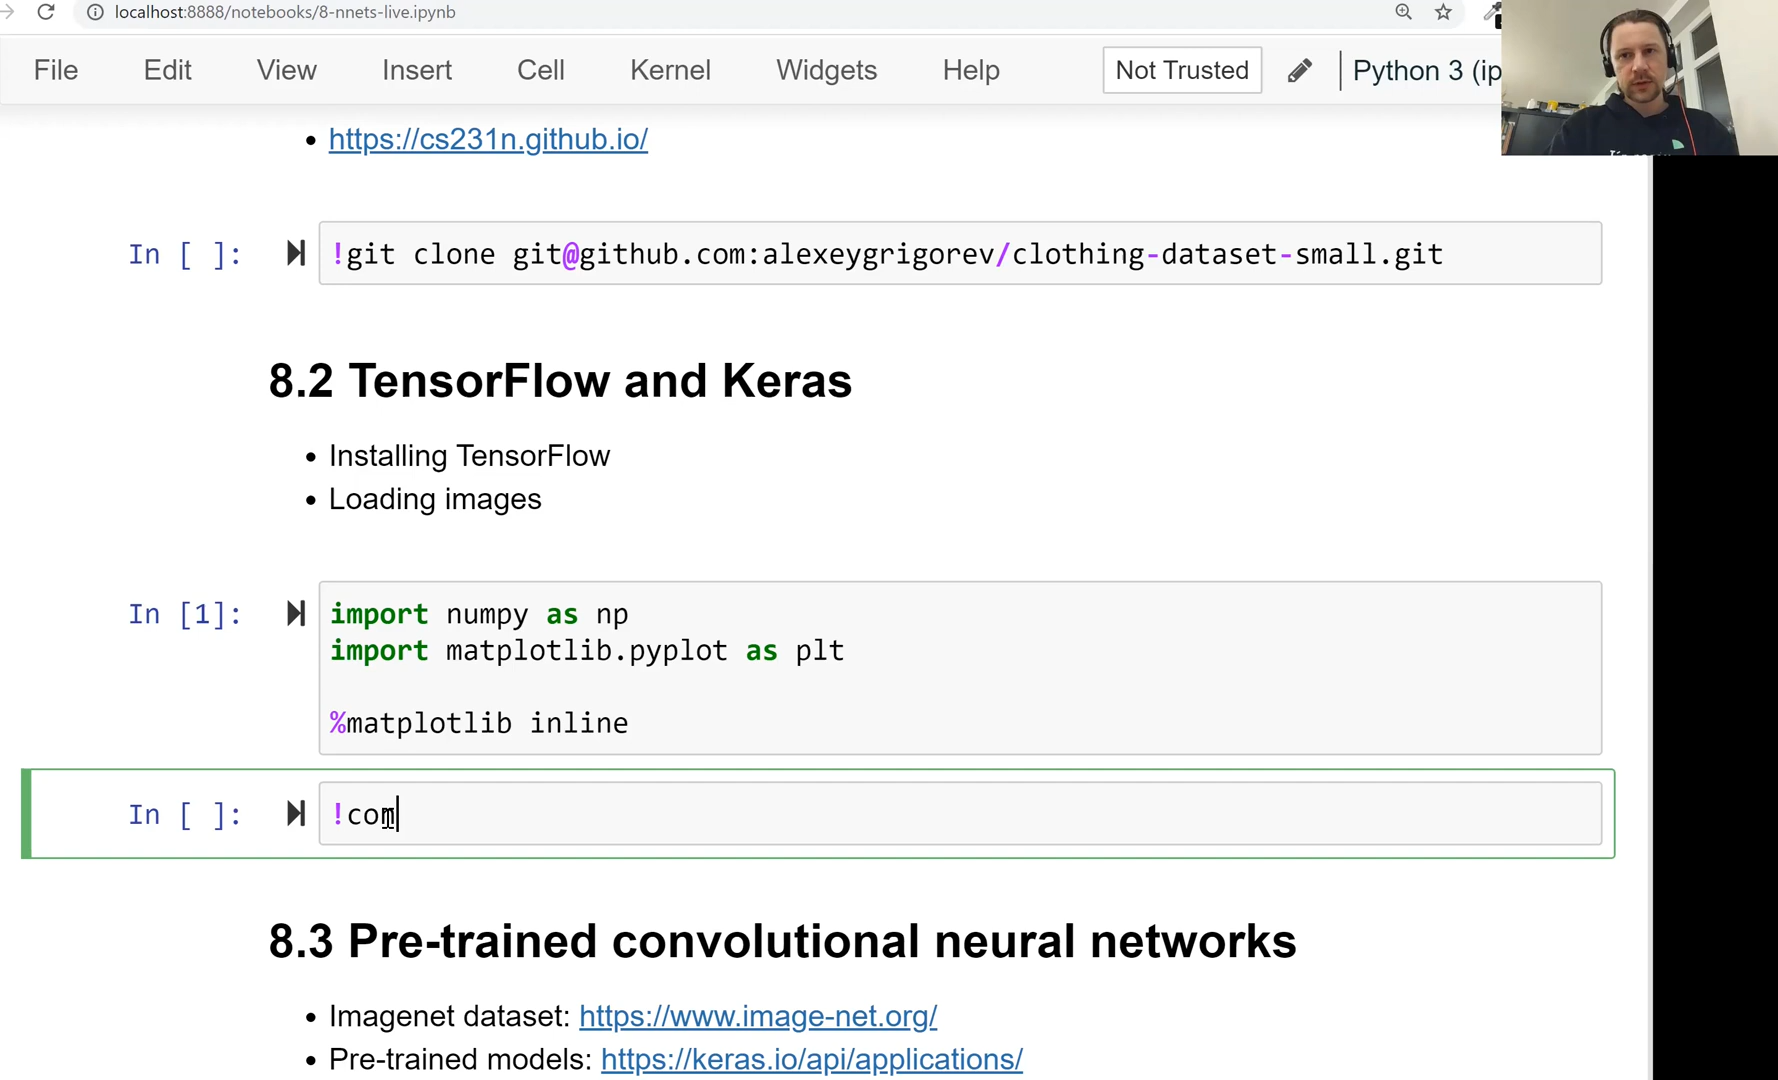 localhost:8888/notebooks/8-nnets-live.ipynb
File Edit View Insert Cell Kernel Widgets Help Not Trusted Python 3 (ip
https://cs231n.github.io/
In [ ]: !git clone git@github.com:alexeygrigorev/clothing-dataset-small.git
8.2 TensorFlow and Keras
Installing TensorFlow
Loading images
In [1]: import numpy as np
import matplotlib.pyplot as plt
%matplotlib inline
In [ ]: !con
8.3 Pre-trained convolutional neural networks
Imagenet dataset: https://www.image-net.org/
Pre-trained models: https://keras.io/api/applications/